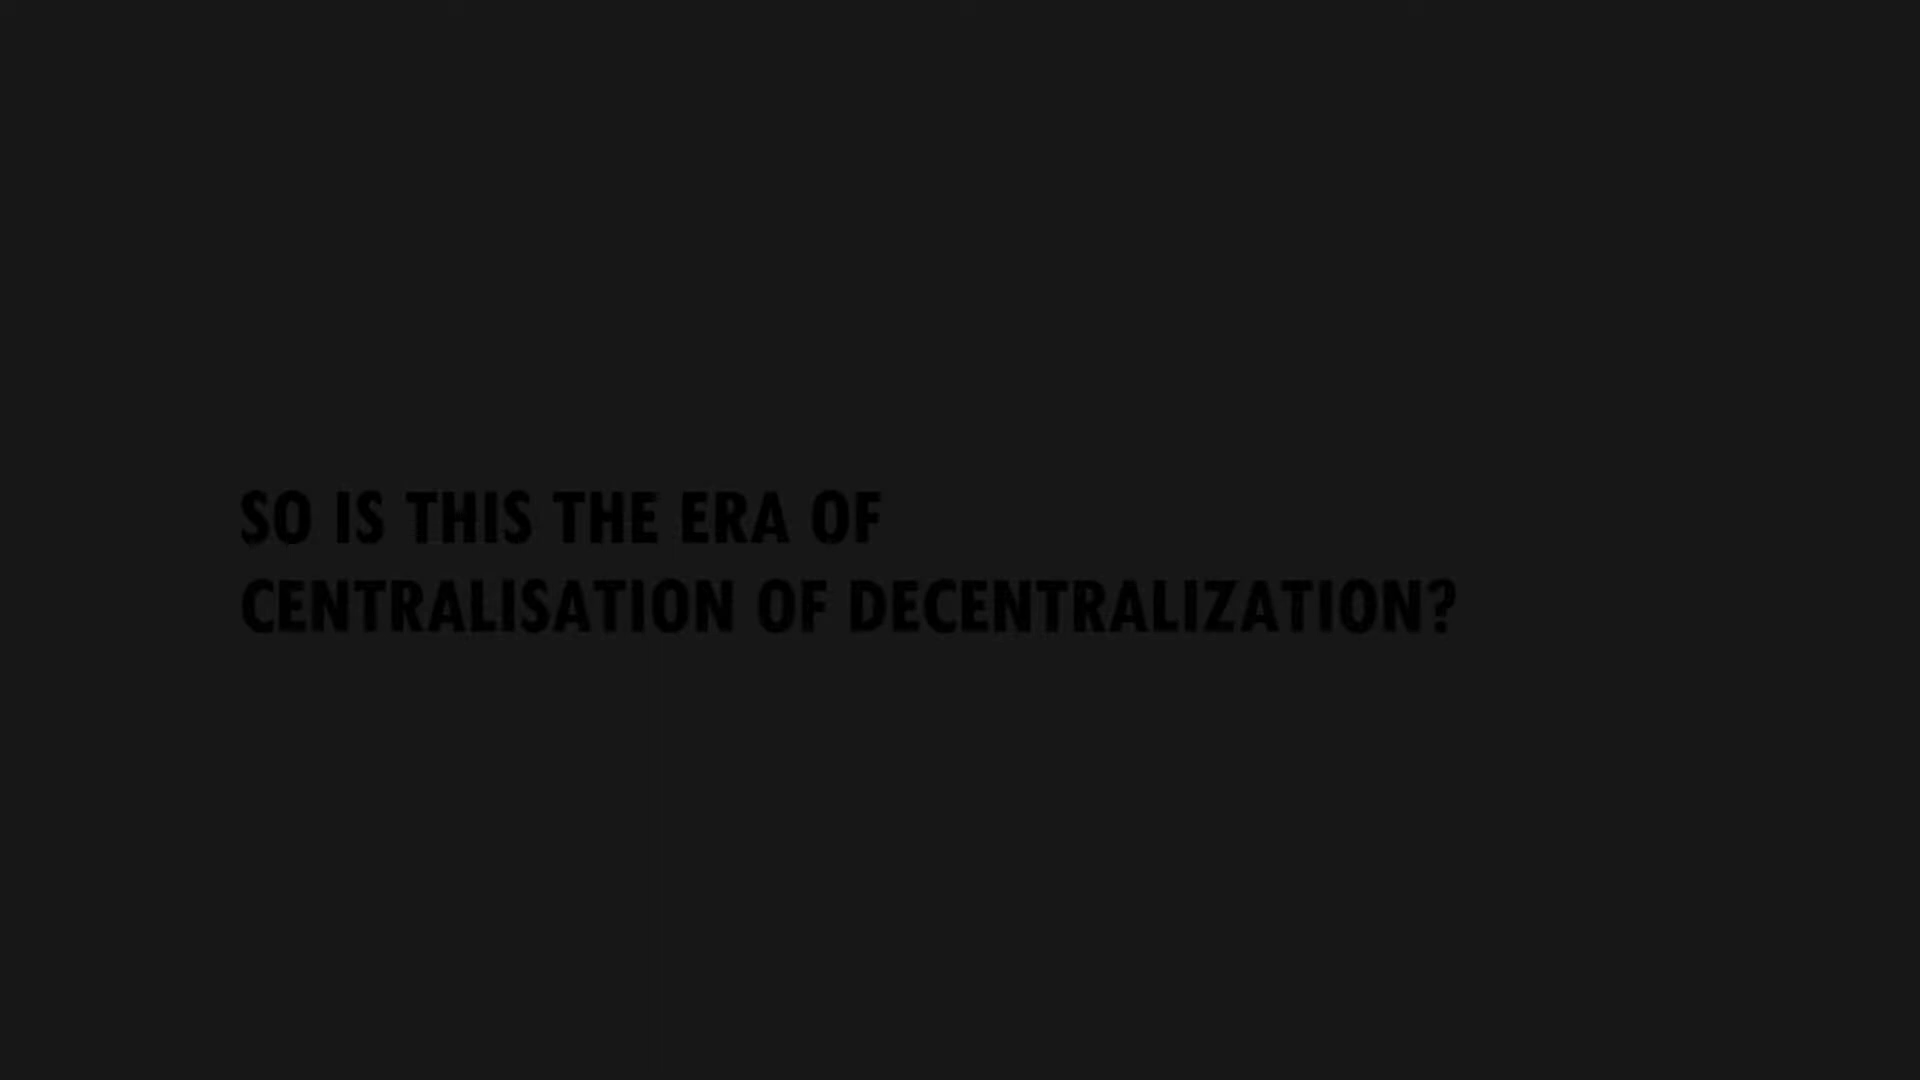 SO IS THIS THE ERA OF
CENTRALISATION OF DECENTRALIZATION?